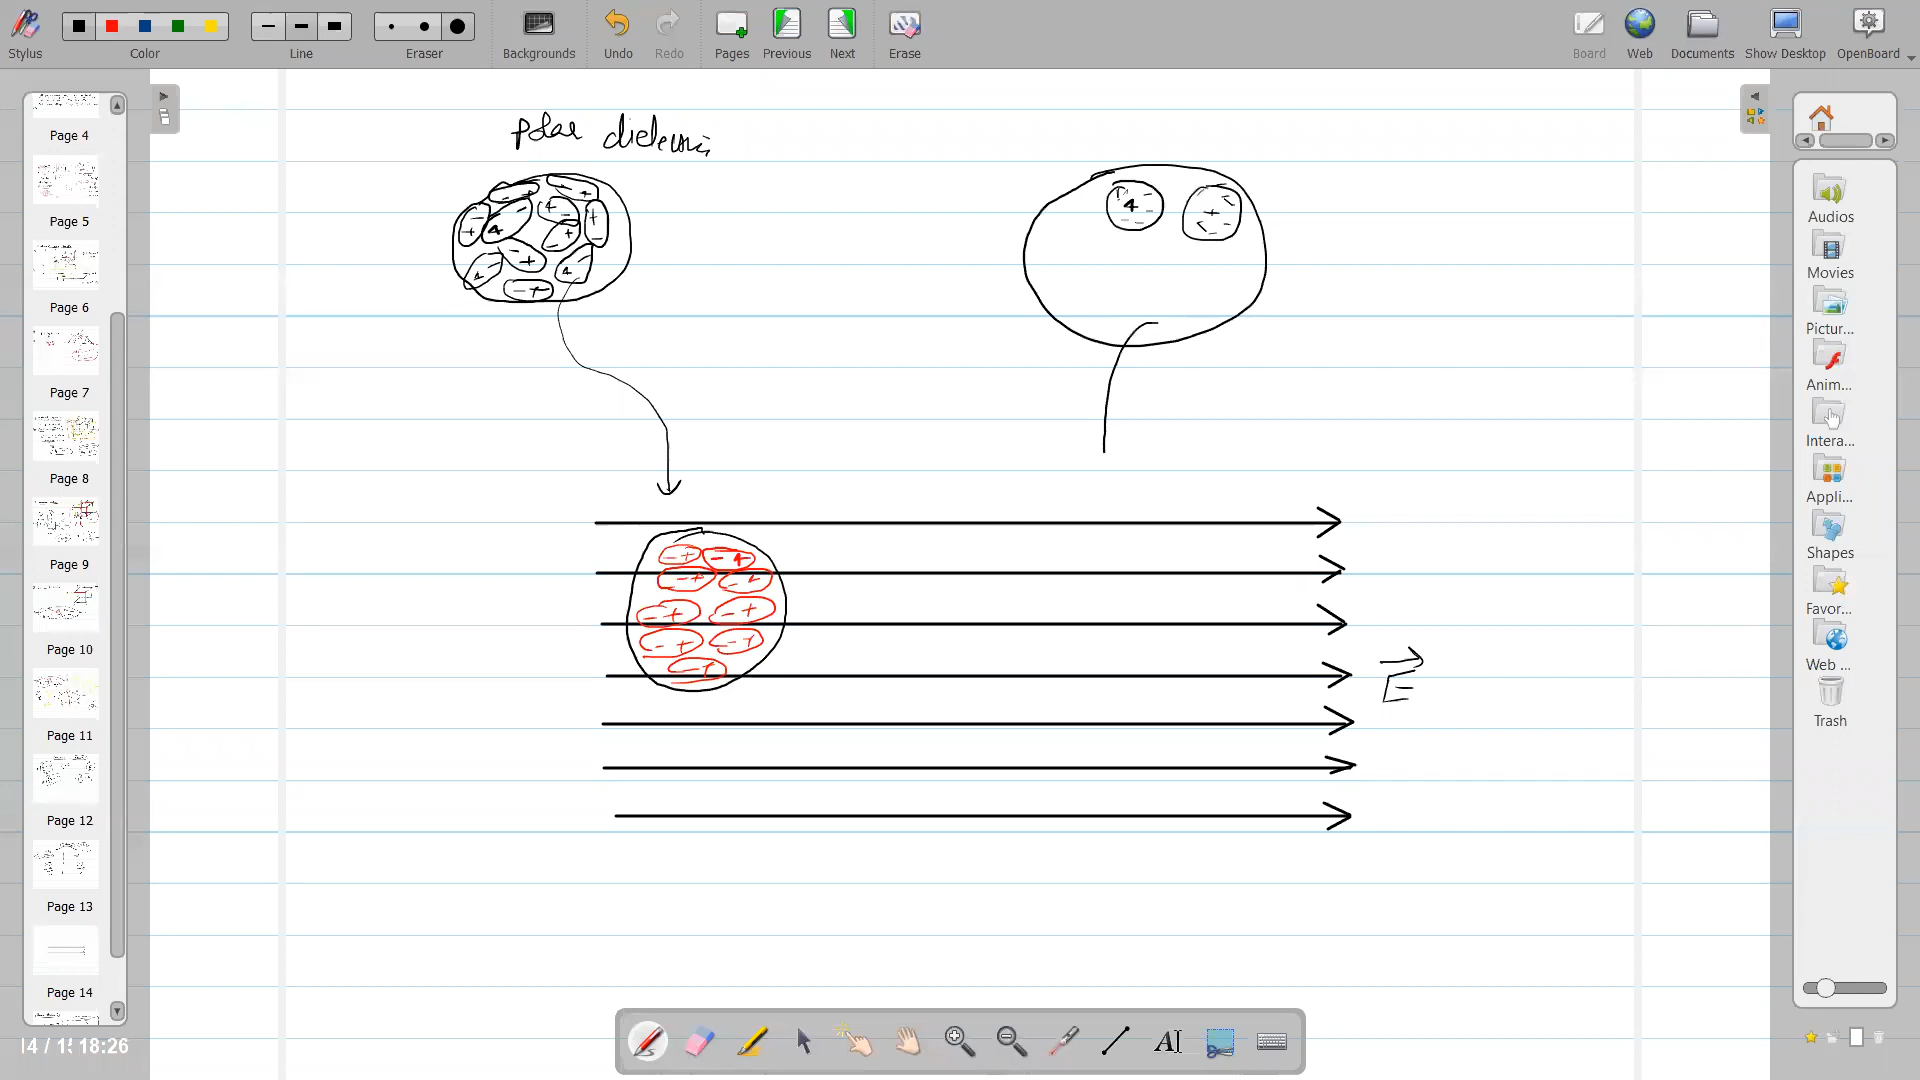 Stylus
Color
Line
Eraser
Backgrounds
Undo
Redo
Pages
Previous
Next
Erase
Board
Web
Documents
Show Desktop
OpenBoard
Page 4
Page 5
Page 6
Page 7
Page 8
Page 9
Page 10
Page 11
Page 12
Page 13
Page 14
18:26
polar
E
Audios
Movies
Pictur...
Anim...
Intera...
Appli...
Shapes
Favor...
Web ...
Trash